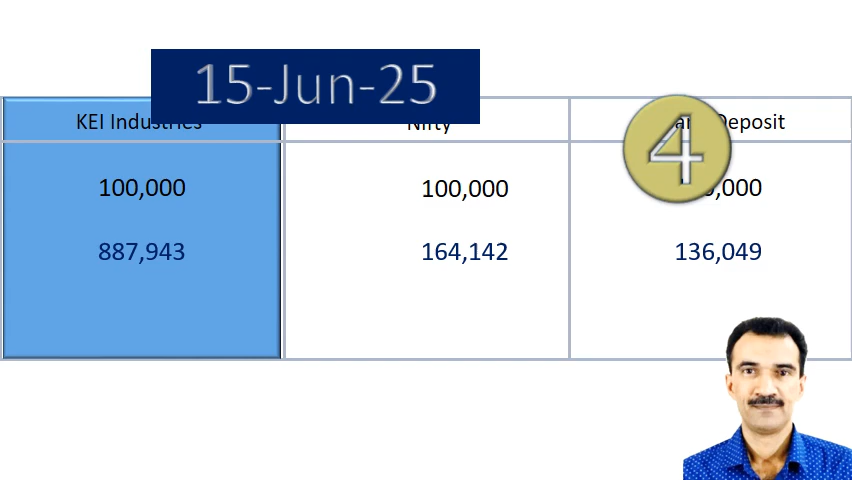 15-Jun-25
KEI Industries Nifty Deposit
4
100,000 100,000
887,943 164,142 136,049